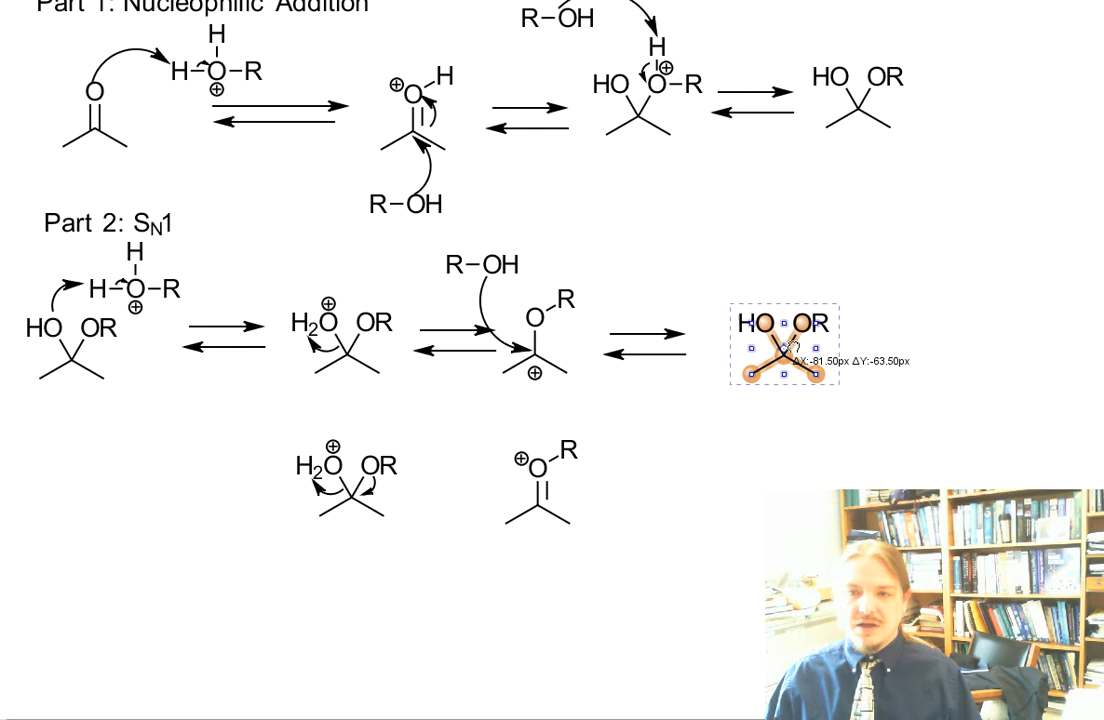 Part 1: Nucleophilic Addition
R-OH
H
H-O-R
⊕
O
⊕O-H
R-OH
H
HO O-R
⊕
HO OR
Part 2: SN1
H
H-O-R
⊕
HO OR
⊕
H2O OR
R-OH
O-R
⊕
HO OR
ΔX:-81.50px ΔY:-63.50px
⊕
H2O OR
⊕O-R